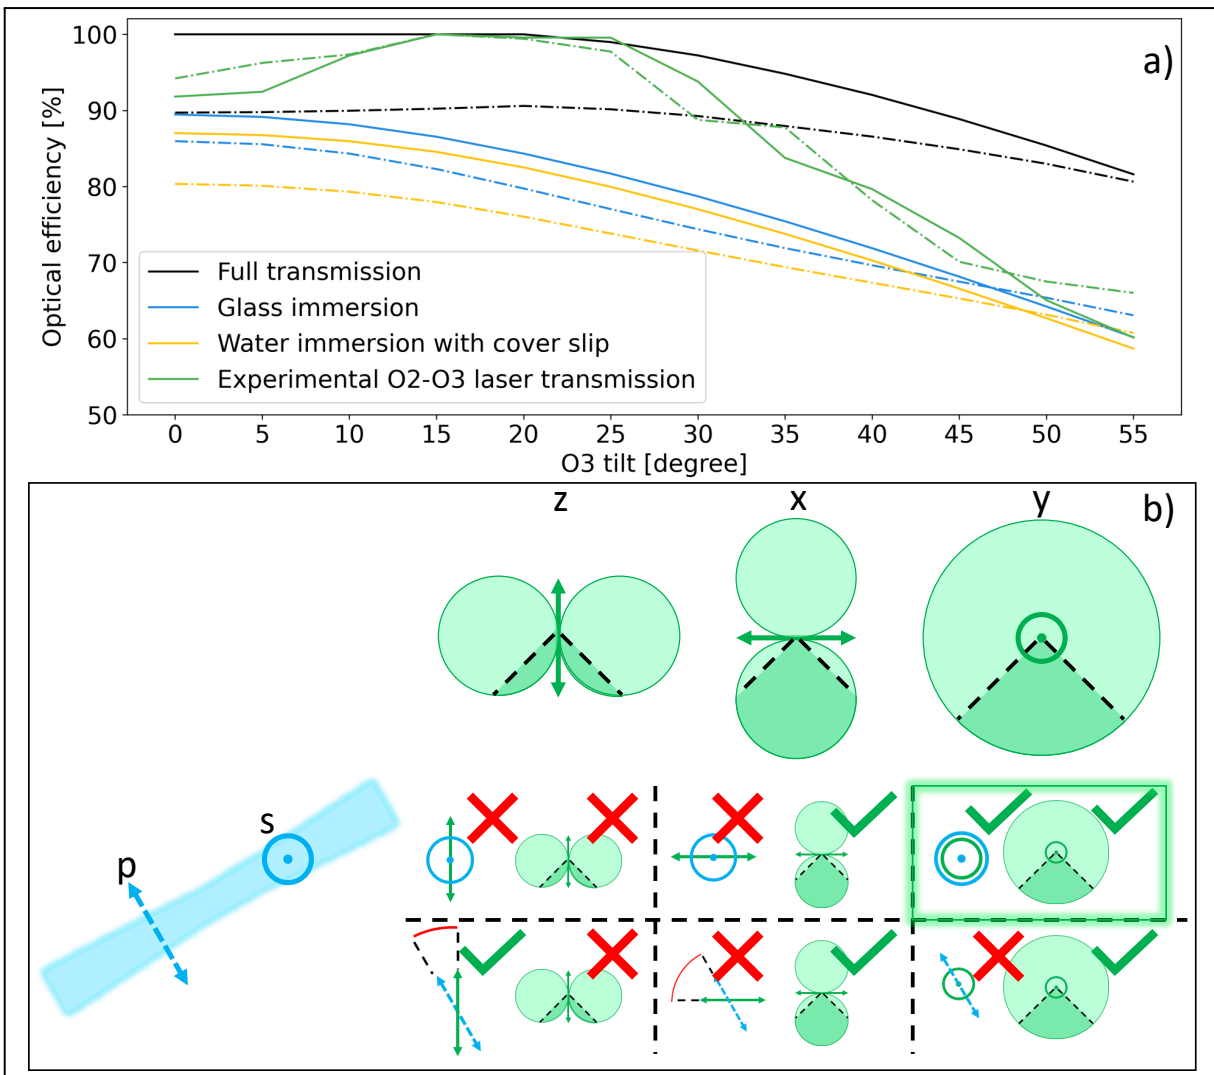 a)
Optical efficiency [%]
100
90
80
70
60
50
Full transmission
Glass immersion
Water immersion with cover slip
Experimental O2-O3 laser transmission
0 5 10 15 20 25 30 35 40 45 50 55
O3 tilt [degree]
b)
z x y
s
p